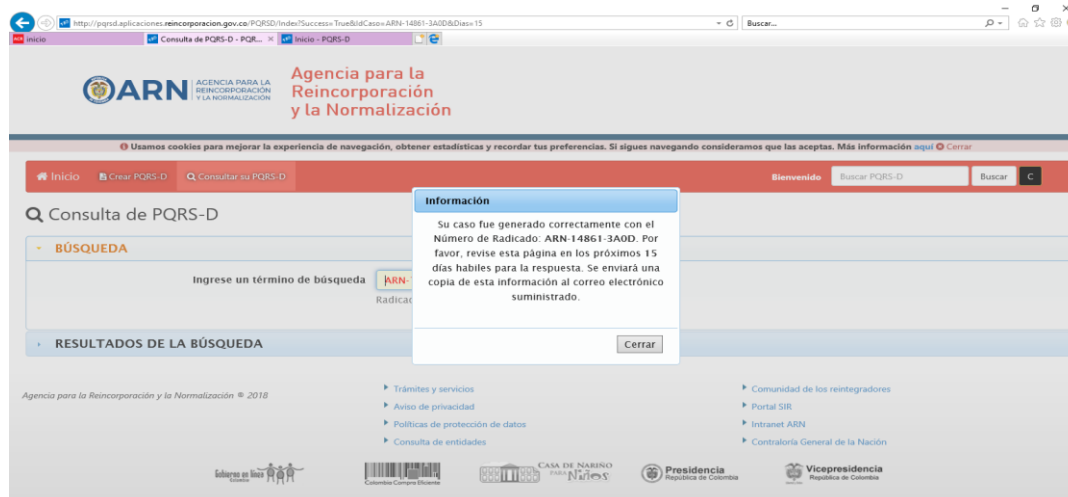 http://pqrsd.aplicaciones.reincorporacion.gov.co/PQRSD/Index?Success=True&IdCaso=ARN-14861-3A0D&Dias=15
Buscar...
inicio
Consulta de PQRS-D - PQR...
Inicio - PQRS-D
ARN
AGENCIA PARA LA
REINCORPORACIÓN
Y LA NORMALIZACIÓN
Agencia para la
Reincorporación
y la Normalización
Usamos cookies para mejorar la experiencia de navegación, obtener estadísticas y recordar tus preferencias. Si sigues navegando consideramos que las aceptas. Más información aquí Cerrar
Inicio Crear PQRS-D Consultar su PQRS-D Bienvenido Buscar PQRS-D Buscar C
Consulta de PQRS-D
BÚSQUEDA
Ingrese un término de búsqueda
ARN-
Radicad
Información
Su caso fue generado correctamente con el
Número de Radicado: ARN-14861-3A0D. Por
favor, revise esta página en los próximos 15
días habiles para la respuesta. Se enviará una
copia de esta información al correo electrónico
suministrado.
Cerrar
RESULTADOS DE LA BÚSQUEDA
Agencia para la Reincorporación y la Normalización © 2018
Trámites y servicios
Aviso de privacidad
Políticas de protección de datos
Consulta de entidades
Comunidad de los reintegradores
Portal SIR
Intranet ARN
Contraloría General de la Nación
Gobierno en línea
Colombia Compra Eficiente
CASA DE NARIÑO
PARA Niños
Presidencia
República de Colombia
Vicepresidencia
República de Colombia